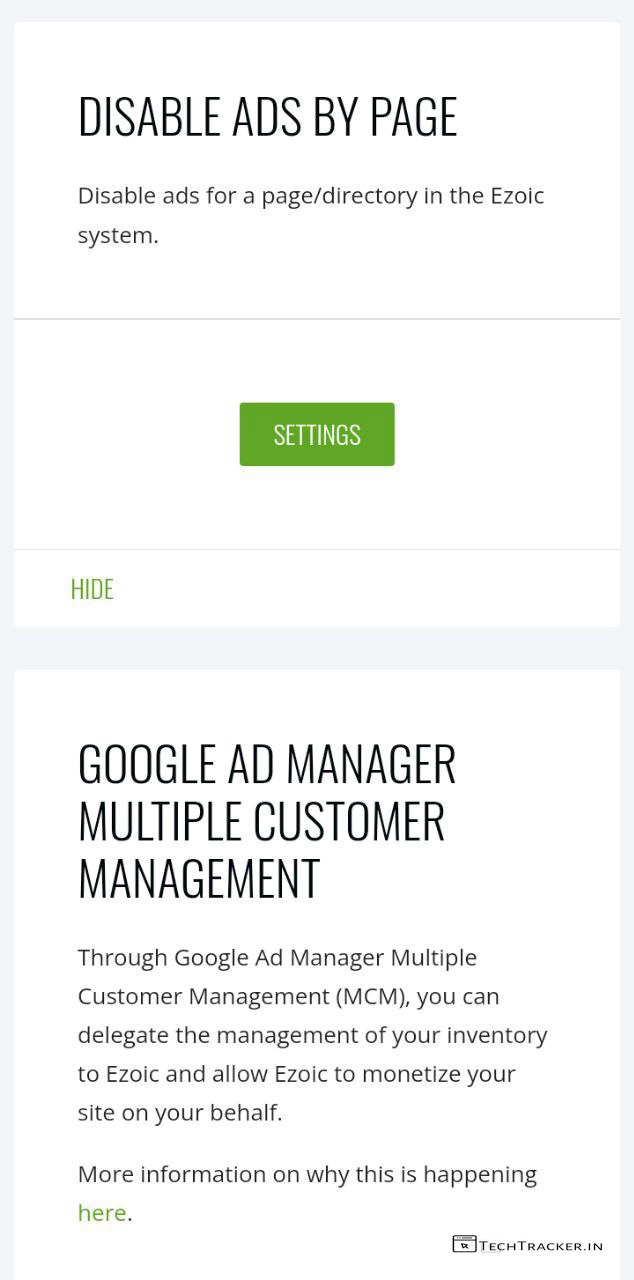 DISABLE ADS BY PAGE
Disable ads for a page/directory in the Ezoic
system.
SETTINGS
HIDE
GOOGLE AD MANAGER
MULTIPLE CUSTOMER
MANAGEMENT
Through Google Ad Manager Multiple
Customer Management (MCM), you can
delegate the management of your inventory
to Ezoic and allow Ezoic to monetize your
site on your behalf.
More information on why this is happening
here.
TECHTRACKER.IN